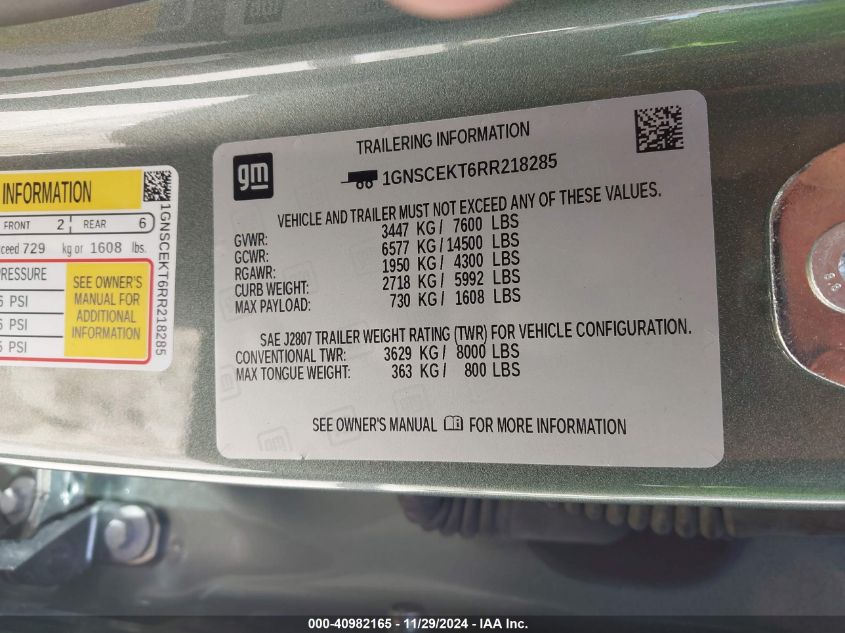 INFORMATION
FRONT 2 REAR 6
729 kg or 1608 lbs.
PRESSURE
PSI
PSI
PSI
SEE OWNER'S
MANUAL FOR
ADDITIONAL
INFORMATION
1GNSCEKT6RR218285
gm
TRAILERING INFORMATION
1GNSCEKT6RR218285
VEHICLE AND TRAILER MUST NOT EXCEED ANY OF THESE VALUES.
GVWR: 3447 KG / 7600 LBS
GCWR: 6577 KG / 14500 LBS
RGAWR: 1950 KG / 4300 LBS
CURB WEIGHT: 2718 KG / 5992 LBS
MAX PAYLOAD: 730 KG / 1608 LBS
SAE J2807 TRAILER WEIGHT RATING (TWR) FOR VEHICLE CONFIGURATION.
CONVENTIONAL TWR: 3629 KG / 8000 LBS
MAX TONGUE WEIGHT: 363 KG / 800 LBS
SEE OWNER'S MANUAL FOR MORE INFORMATION
000-40982165 - 11/29/2024 - IAA Inc.